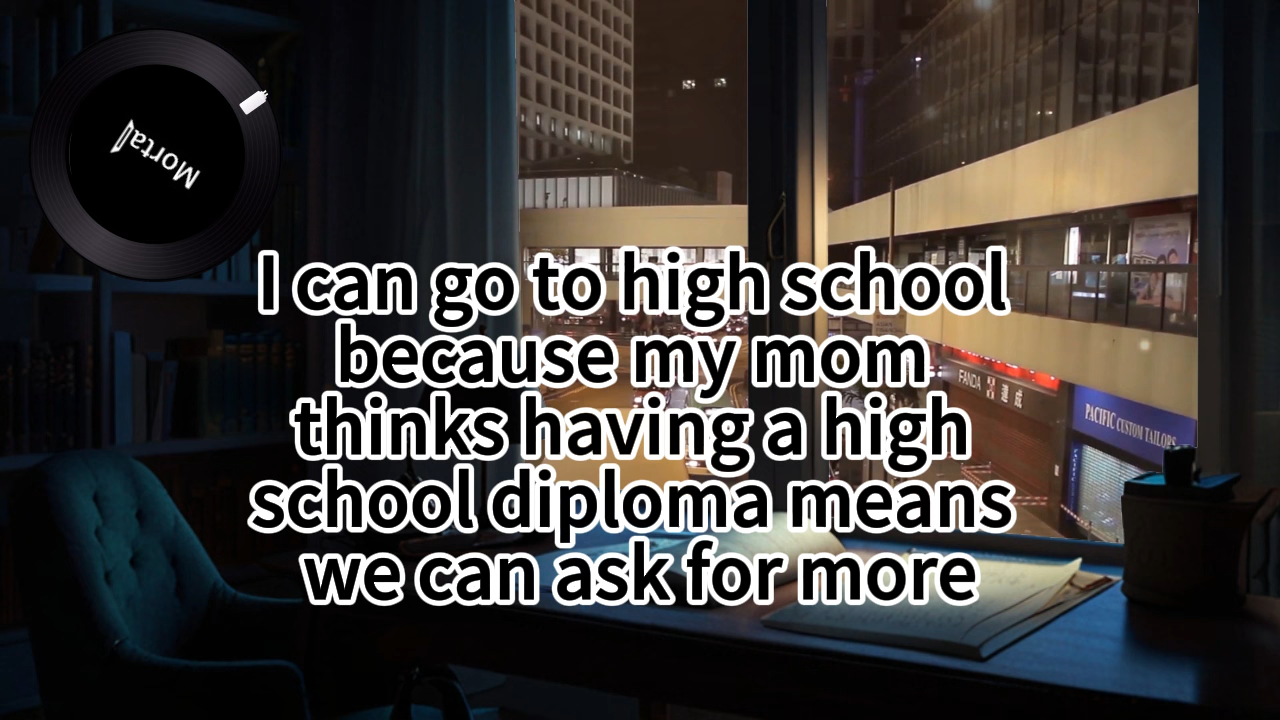 Mortal
I can go to high school
because my mom
thinks having a high
school diploma means
we can ask for more
FANDA
PACIFIC CUSTOM TAILORS